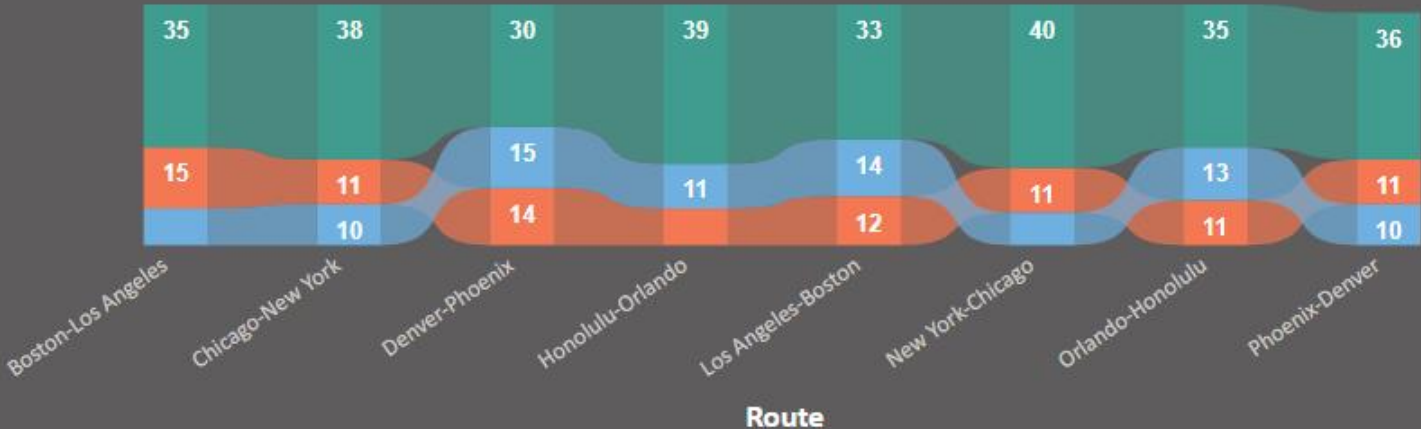 35 38 30 39 33 40 35 36
15 11 15 11 14 11 13 11
10 14 12 11 10
Boston-Los Angeles
Chicago-New York
Denver-Phoenix
Honolulu-Orlando
Los Angeles-Boston
New York-Chicago
Orlando-Honolulu
Phoenix-Denver
Route